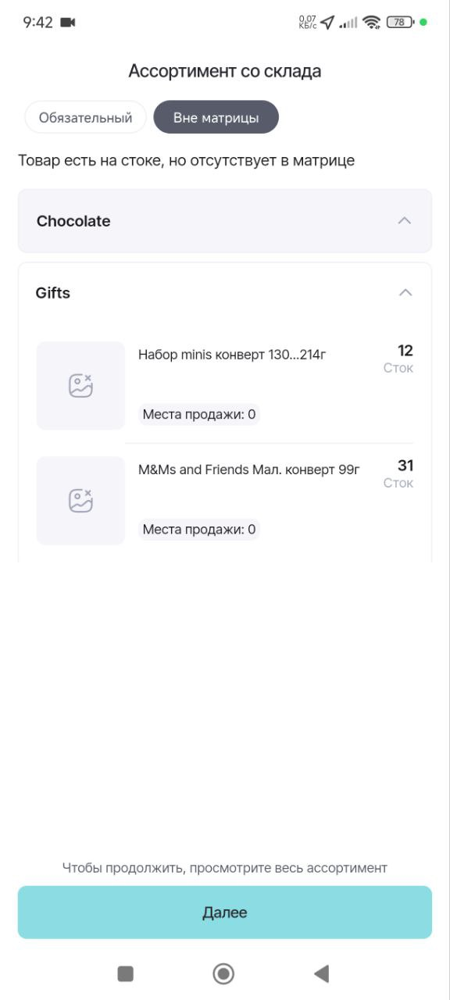 9:42
0,07
КБ/с
78
Ассортимент со склада
Обязательный
Вне матрицы
Товар есть на стоке, но отсутствует в матрице
Chocolate
Gifts
Набор minis конверт 130...214г
12
Сток
Места продажи: 0
M&Ms and Friends Мал. конверт 99г
31
Сток
Места продажи: 0
Чтобы продолжить, просмотрите весь ассортимент
Далее